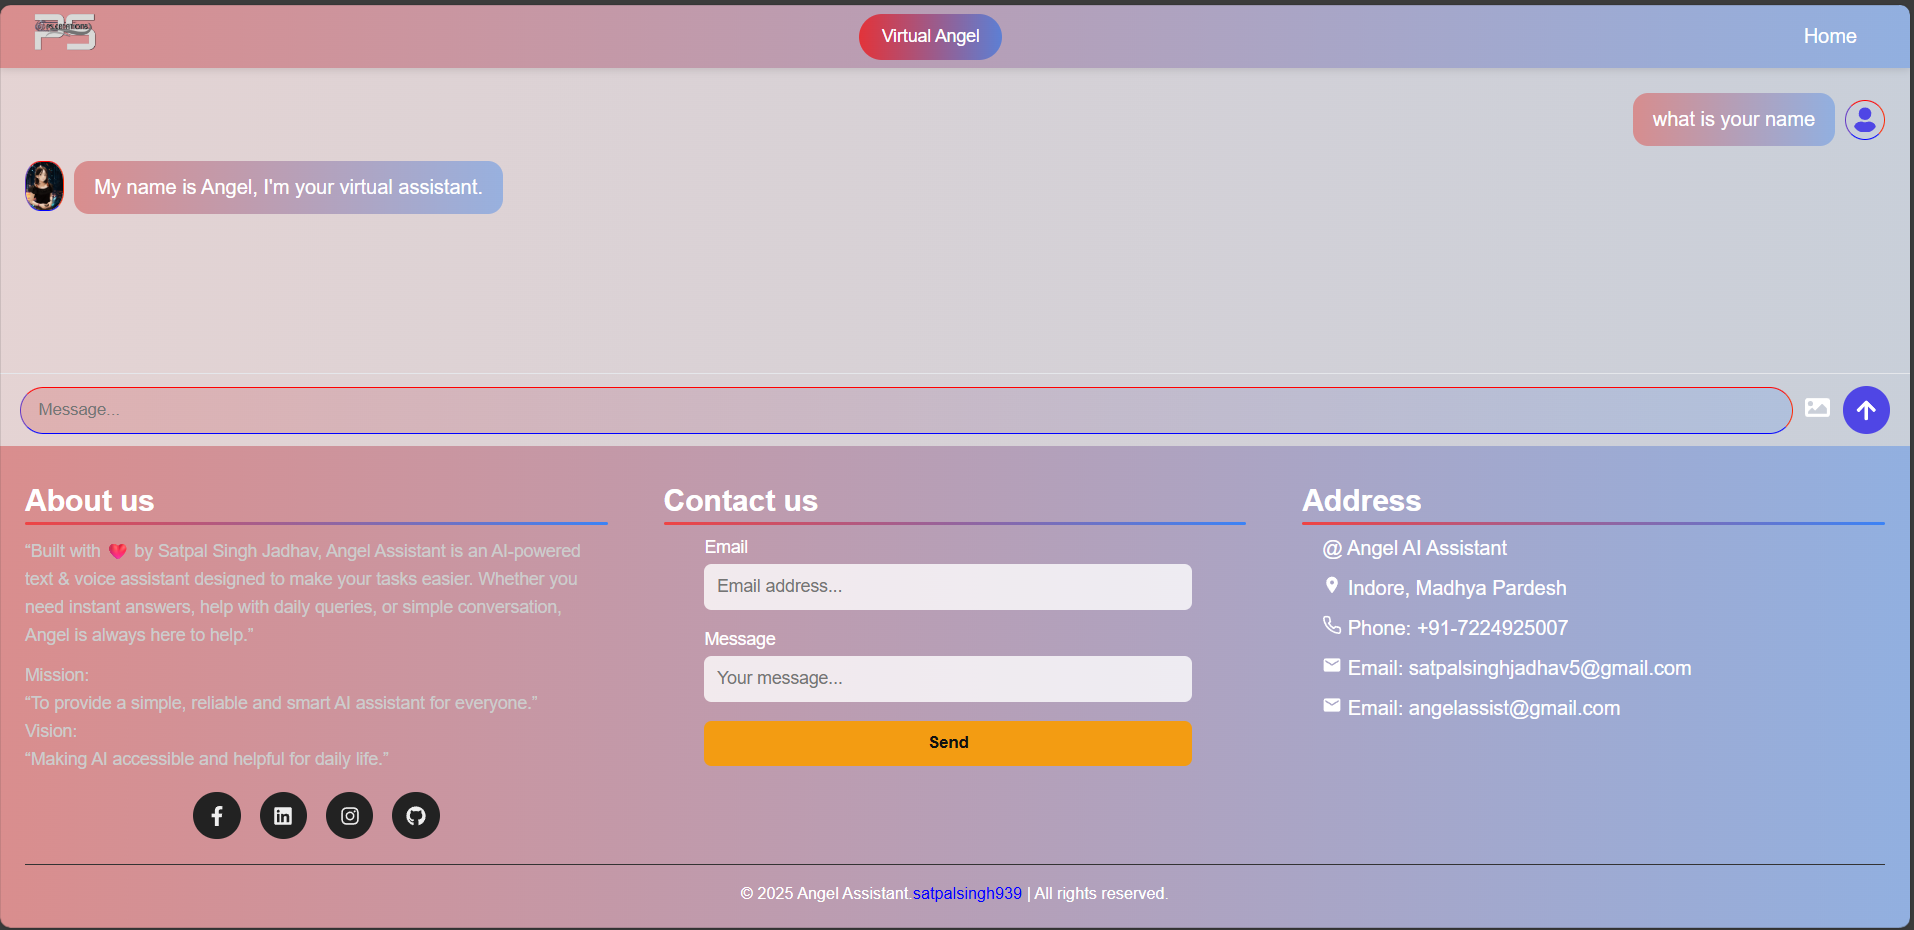 PS
Virtual Angel
Home
what is your name
My name is Angel, I'm your virtual assistant.
Message...
About us
“Built with ❤️ by Satpal Singh Jadhav, Angel Assistant is an AI-powered
text & voice assistant designed to make your tasks easier. Whether you
need instant answers, help with daily queries, or simple conversation,
Angel is always here to help.”
Mission:
“To provide a simple, reliable and smart AI assistant for everyone.”
Vision:
“Making AI accessible and helpful for daily life.”
Contact us
Email
Email address...
Message
Your message...
Send
Address
@ Angel AI Assistant
Indore, Madhya Pardesh
Phone: +91-7224925007
Email: satpalsinghjadhav5@gmail.com
Email: angelassist@gmail.com
© 2025 Angel Assistant.satpalsingh939 | All rights reserved.